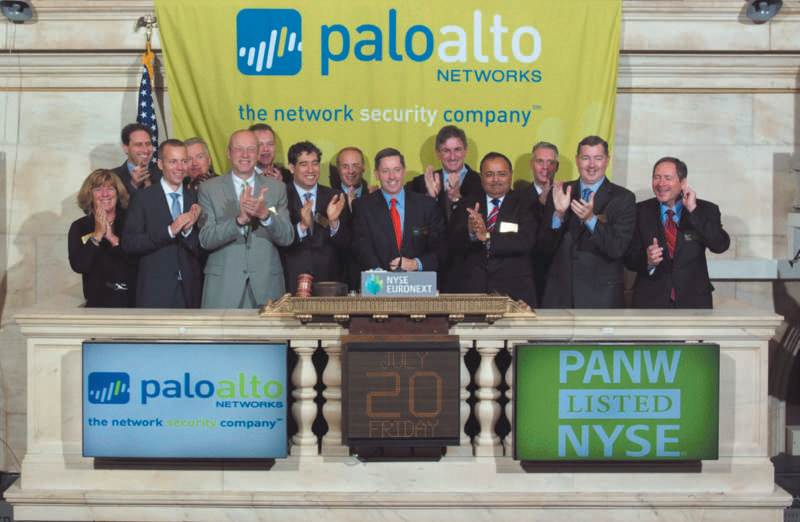 paloalto
NETWORKS
the network security company™
NYSE
EURONEXT
paloalto
NETWORKS
the network security company™
JULY
20
FRIDAY
PANW
LISTED
NYSE